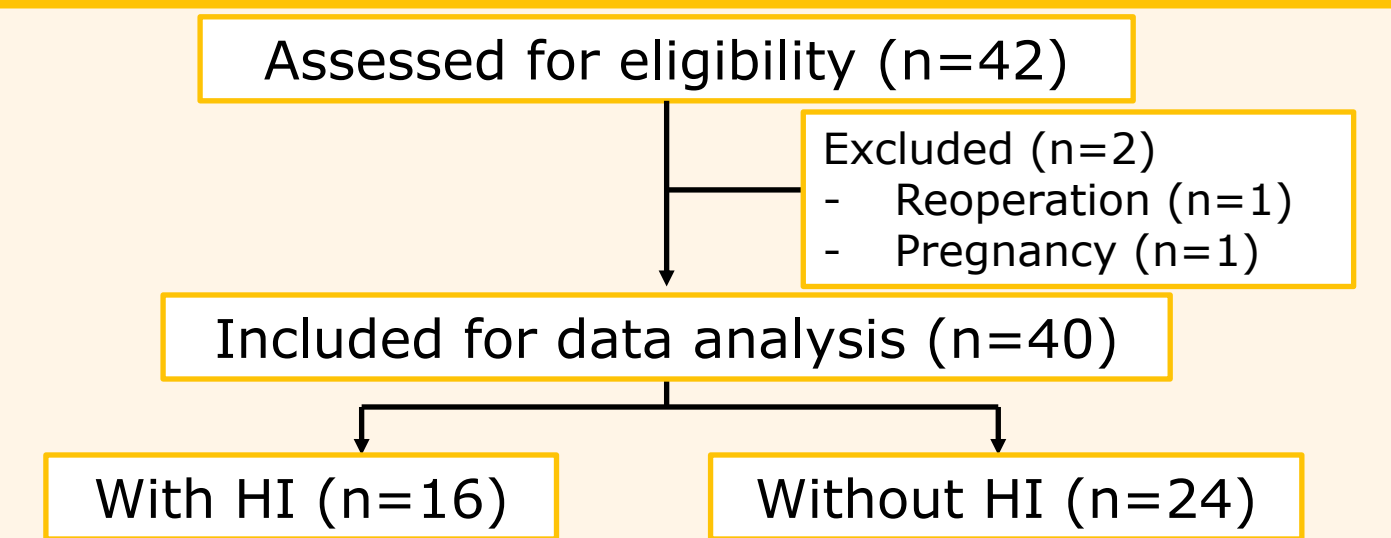 Assessed for eligibility (n=42)
Excluded (n=2)
- Reoperation (n=1)
- Pregnancy (n=1)
Included for data analysis (n=40)
With HI (n=16)
Without HI (n=24)